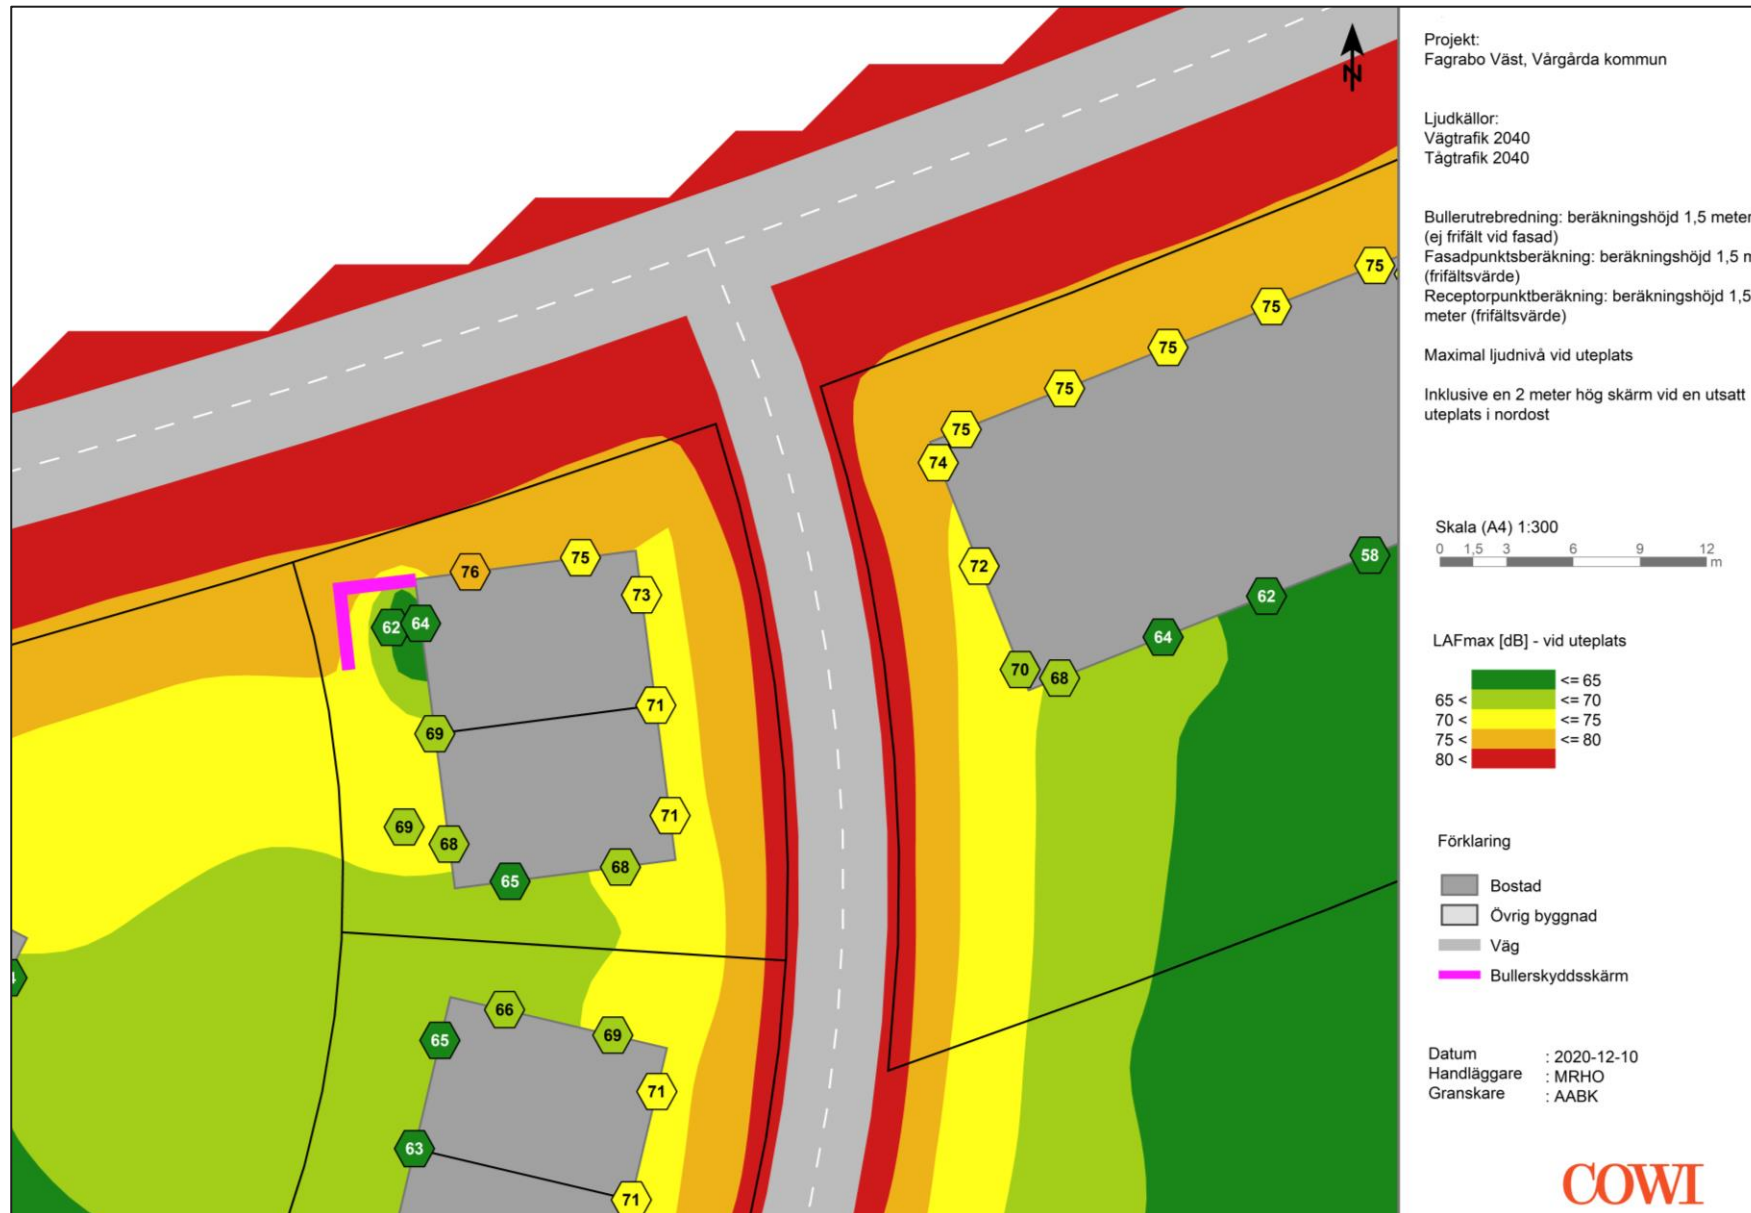 N
Projekt:
Fagrabo Väst, Vårgårda kommun
Ljudkällor:
Vägtrafik 2040
Tågtrafik 2040
Bullerutrebredning: beräkningshöjd 1,5 meter
(ej frifält vid fasad)
Fasadpunktsberäkning: beräkningshöjd 1,5 m
(frifältsvärde)
Receptorpunktberäkning: beräkningshöjd 1,5
meter (frifältsvärde)
Maximal ljudnivå vid uteplats
Inklusive en 2 meter hög skärm vid en utsatt
uteplats i nordost
Skala (A4) 1:300
0 1,5 3 6 9 12
m
LAFmax [dB] - vid uteplats
<= 65
65 < <= 70
70 < <= 75
75 < <= 80
80 <
Förklaring
Bostad
Övrig byggnad
Väg
Bullerskyddsskärm
Datum : 2020-12-10
Handläggare : MRHO
Granskare : AABK
COWI
75
75
75
75
75
74
72
70
68
64
62
58
76
75
73
62
64
71
69
71
69
68
68
65
66
69
65
71
63
71